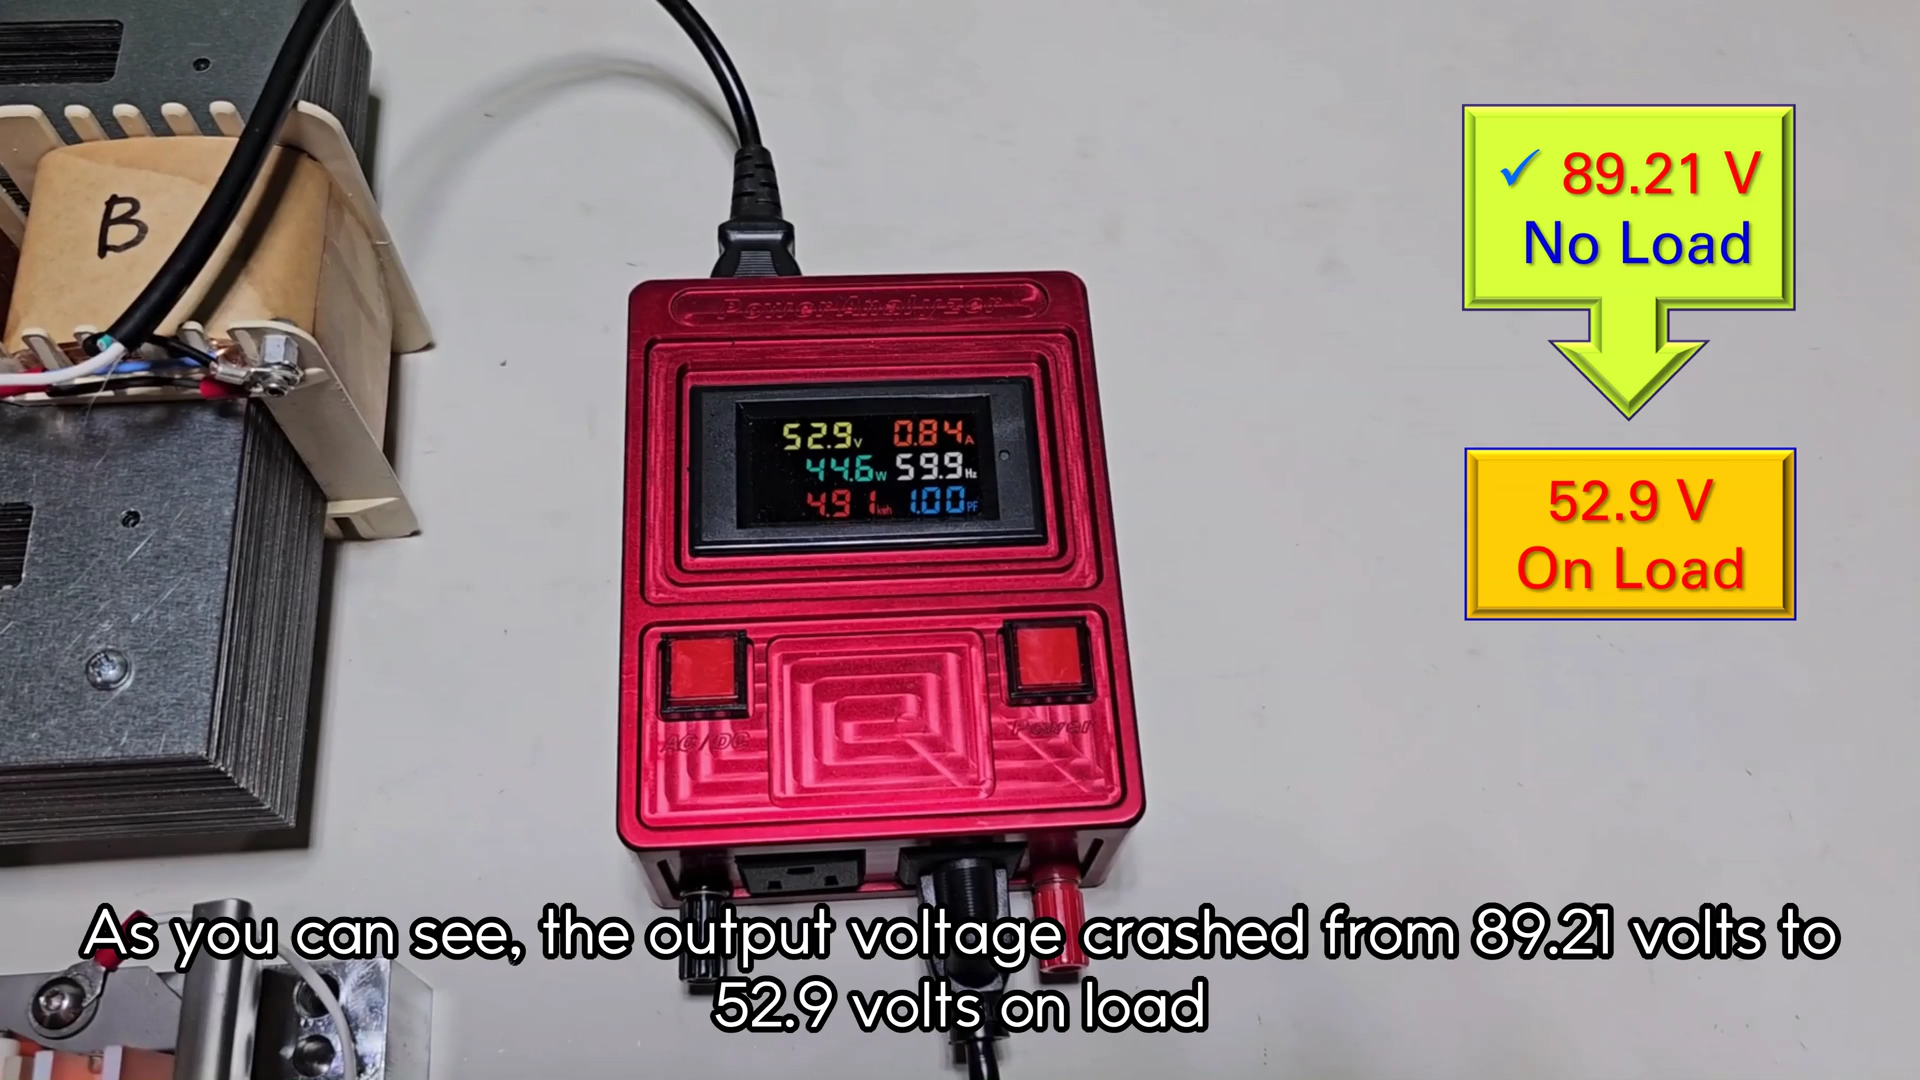 B
✓ 89.21 V
No Load
52.9 V
On Load
Power Analyzer
52.9V 0.84A
44.6W 59.9Hz
4.91kwh 1.00PF
AC/DC Power
As you can see, the output voltage crashed from 89.21 volts to
52.9 volts on load